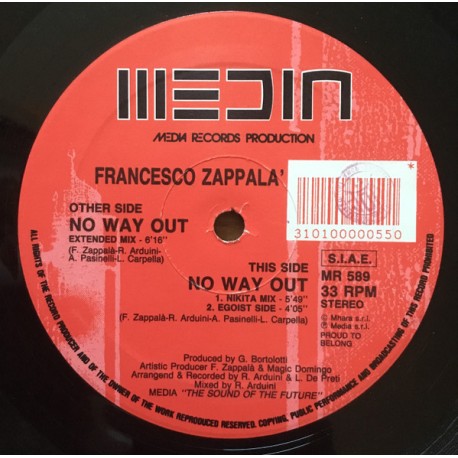 MEDIA
MEDIA RECORDS PRODUCTION
FRANCESCO ZAPPALA'
*
310100000550
OTHER SIDE
NO WAY OUT
EXTENDED MIX - 6'16"
(F. Zappalà-R. Arduini-
A. Pasinelli-L. Carpella)
S.I.A.E.
MR 589
33 RPM
STEREO
THIS SIDE
NO WAY OUT
1. NIKITA MIX - 5'49"
2. EGOIST SIDE - 4'05"
(F. Zappalà-R. Arduini-A. Pasinelli-L. Carpella)
Ⓒ Mhara s.r.l.
Ⓟ Media s.r.l.
PROUD TO
BELONG
Produced by G. Bortolotti
Artistic Producer F. Zappalà & Magic Domingo
Arrangend & Recorded by R. Arduini & L. De Preti
Mixed by R. Arduini
MEDIA "THE SOUND OF THE FUTURE"
ALL RIGHTS OF THE RECORD PRODUCER AND OF THE OWNER OF THE WORK REPRODUCED RESERVED. COPYING, PUBLIC PERFORMANCE AND BROADCASTING OF THIS RECORD PROHIBITED